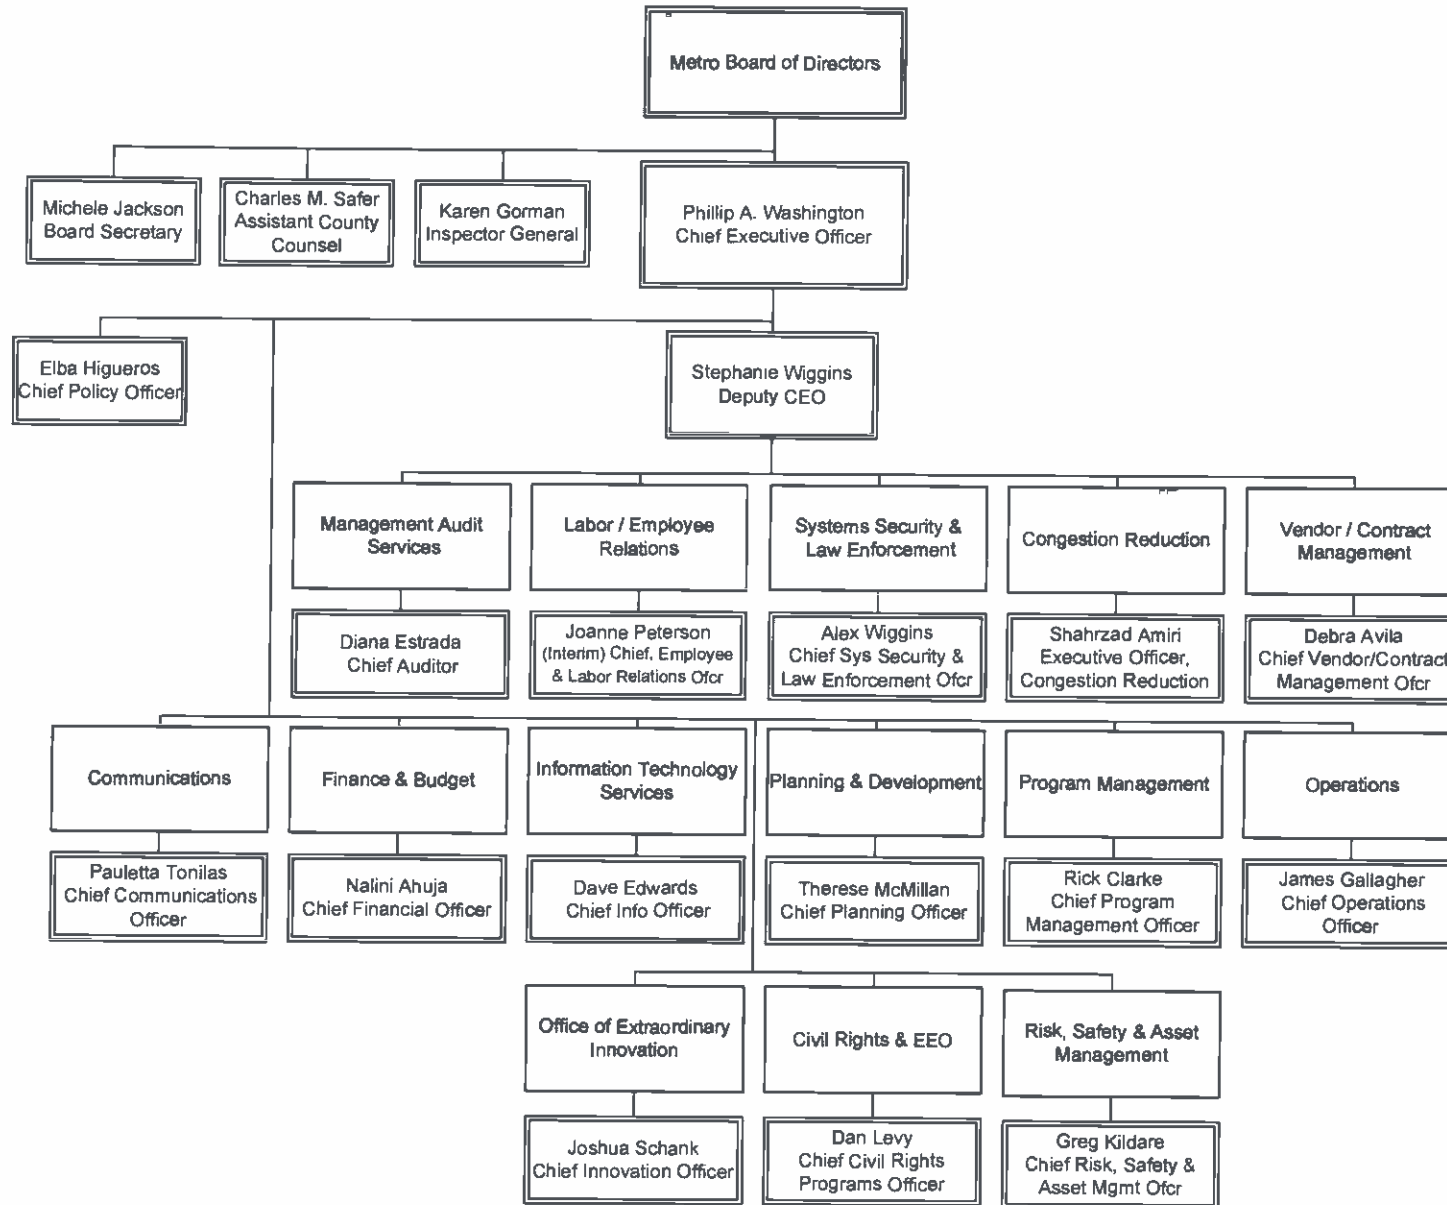 Metro Board of Directors
Michele Jackson
Board Secretary
Charles M. Safer
Assistant County
Counsel
Karen Gorman
Inspector General
Phillip A. Washington
Chief Executive Officer
Elba Higueros
Chief Policy Officer
Stephanie Wiggins
Deputy CEO
Management Audit
Services
Labor / Employee
Relations
Systems Security &
Law Enforcement
Congestion Reduction
Vendor / Contract
Management
Diana Estrada
Chief Auditor
Joanne Peterson
(Interim) Chief, Employee
& Labor Relations Ofcr
Alex Wiggins
Chief Sys Security &
Law Enforcement Ofcr
Shahrzad Amiri
Executive Officer,
Congestion Reduction
Debra Avila
Chief Vendor/Contract
Management Ofcr
Communications
Finance & Budget
Information Technology
Services
Planning & Development
Program Management
Operations
Pauletta Tonilas
Chief Communications
Officer
Nalini Ahuja
Chief Financial Officer
Dave Edwards
Chief Info Officer
Therese McMillan
Chief Planning Officer
Rick Clarke
Chief Program
Management Officer
James Gallagher
Chief Operations
Officer
Office of Extraordinary
Innovation
Civil Rights & EEO
Risk, Safety & Asset
Management
Joshua Schank
Chief Innovation Officer
Dan Levy
Chief Civil Rights
Programs Officer
Greg Kildare
Chief Risk, Safety &
Asset Mgmt Ofcr